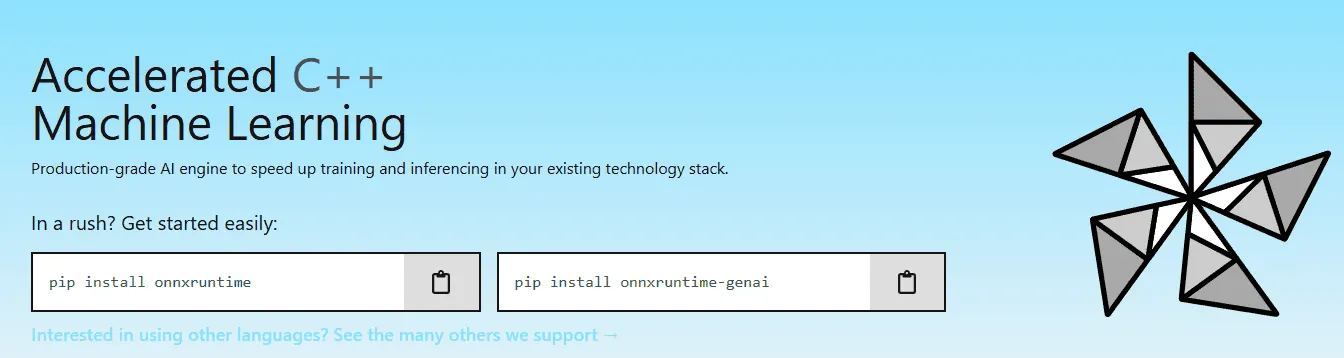 Accelerated C++
Machine Learning
Production-grade AI engine to speed up training and inferencing in your existing technology stack.
In a rush? Get started easily:
pip install onnxruntime
pip install onnxruntime-genai
Interested in using other languages? See the many others we support →